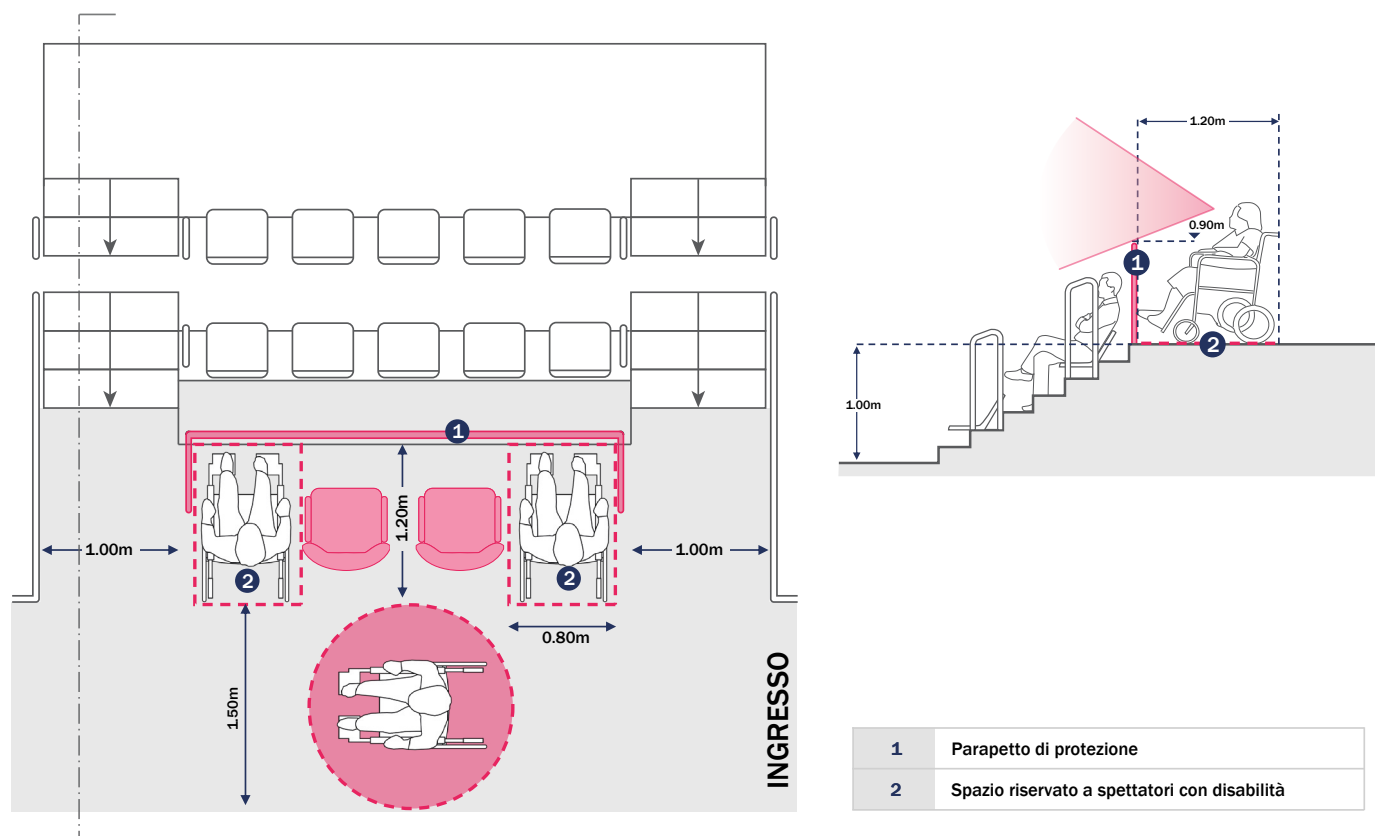 1
1.20m
1.00m
1.00m
2
2
0.80m
1.50m
INGRESSO
1.20m
0.90m
1
2
1.00m
1 Parapetto di protezione
2 Spazio riservato a spettatori con disabilità